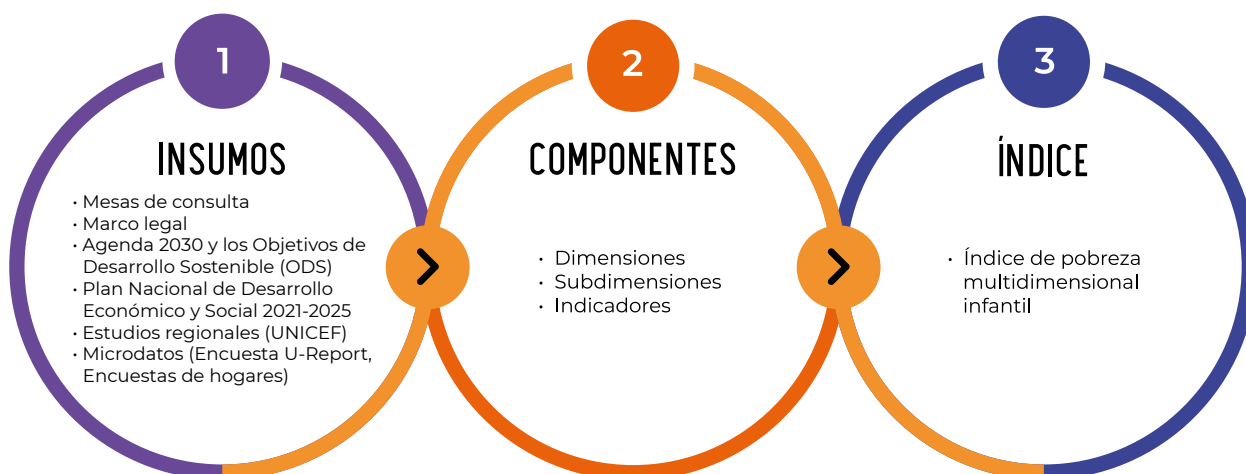 1
INSUMOS
· Mesas de consulta
· Marco legal
· Agenda 2030 y los Objetivos de
Desarrollo Sostenible (ODS)
· Plan Nacional de Desarrollo
Económico y Social 2021-2025
· Estudios regionales (UNICEF)
· Microdatos (Encuesta U-Report,
Encuestas de hogares)
2
COMPONENTES
· Dimensiones
· Subdimensiones
· Indicadores
3
ÍNDICE
· Índice de pobreza
multidimensional
infantil